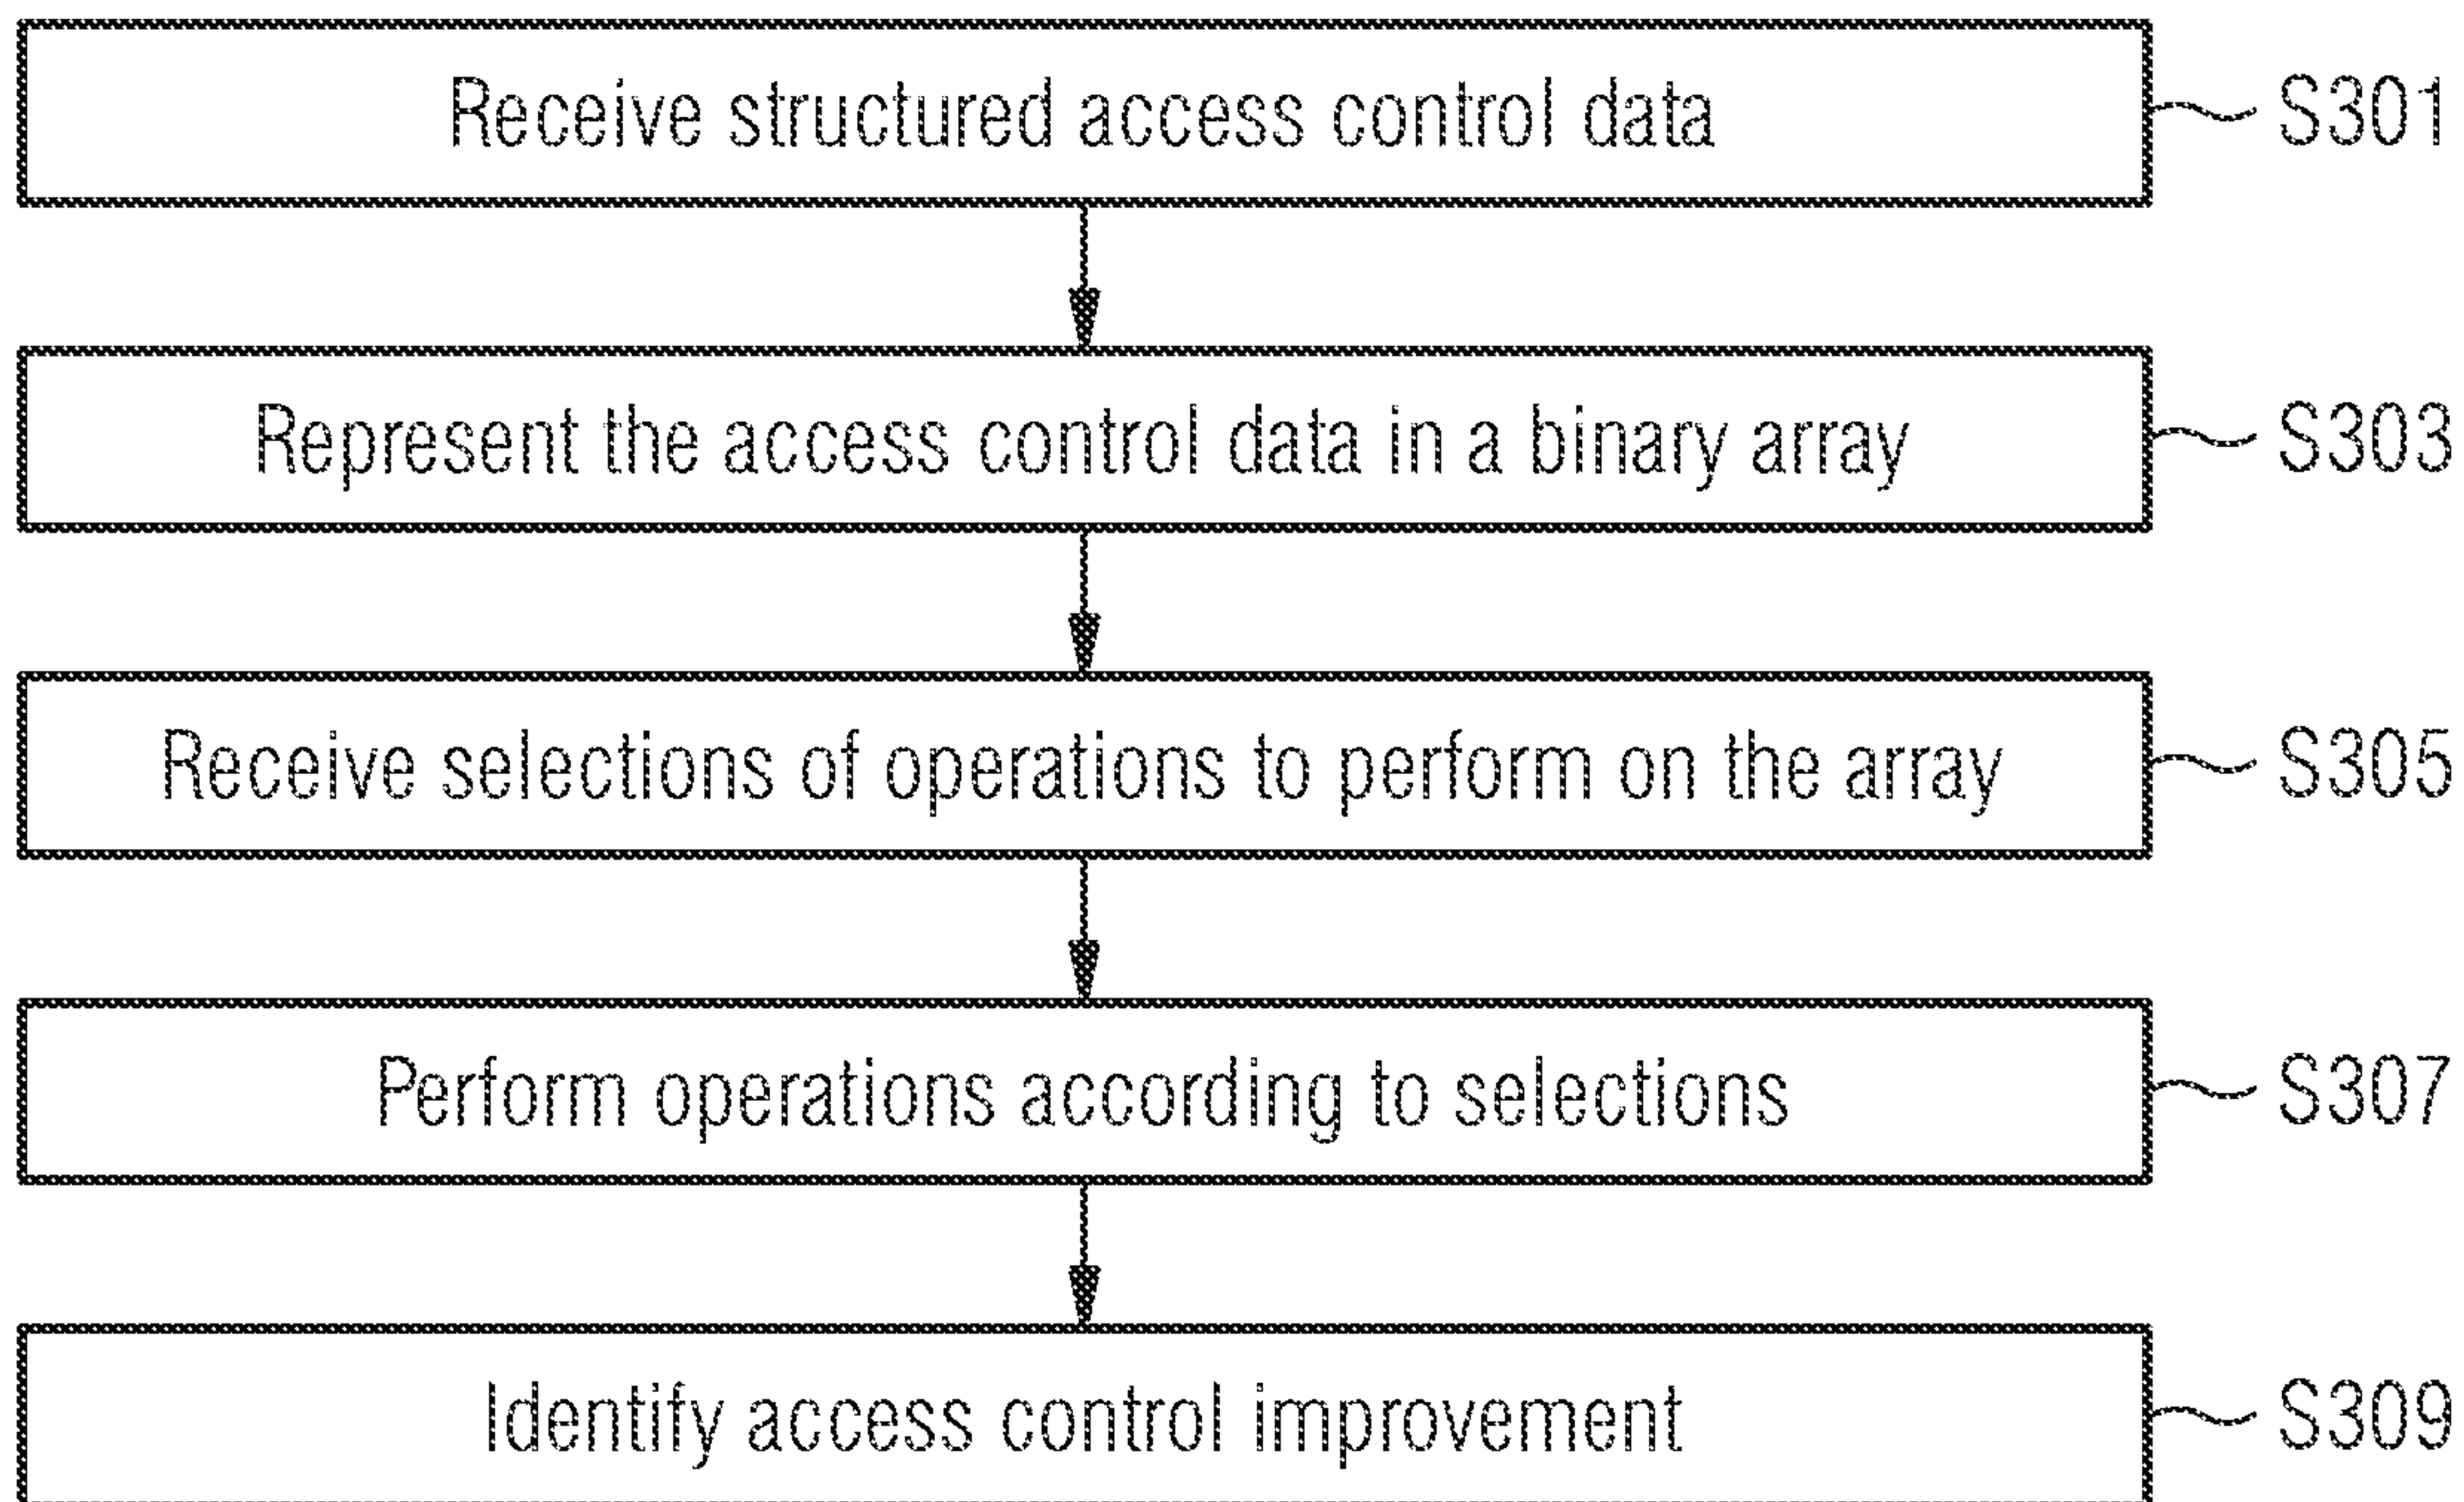 Receive structured access control data S301
Represent the access control data in a binary array S303
Receive selections of operations to perform on the array S305
Perform operations according to selections S307
Identify access control improvement S309